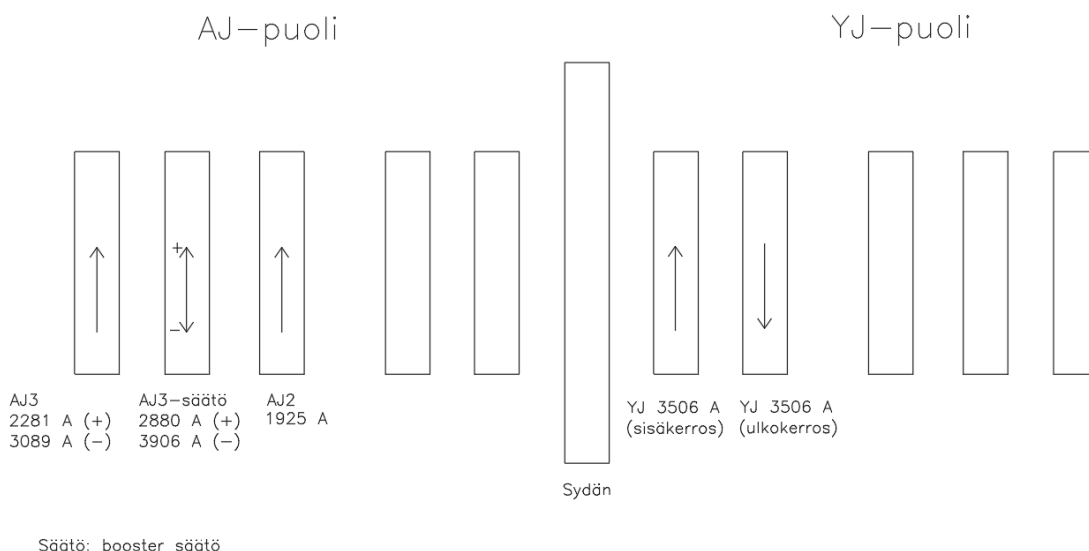 AJ-puoli
YJ-puoli
+
-
AJ3
2281 A (+)
3089 A (-)
AJ3-säätö
2880 A (+)
3906 A (-)
AJ2
1925 A
YJ 3506 A
(sisäkerros)
YJ 3506 A
(ulkokerros)
Sydän
Säätö: booster säätö